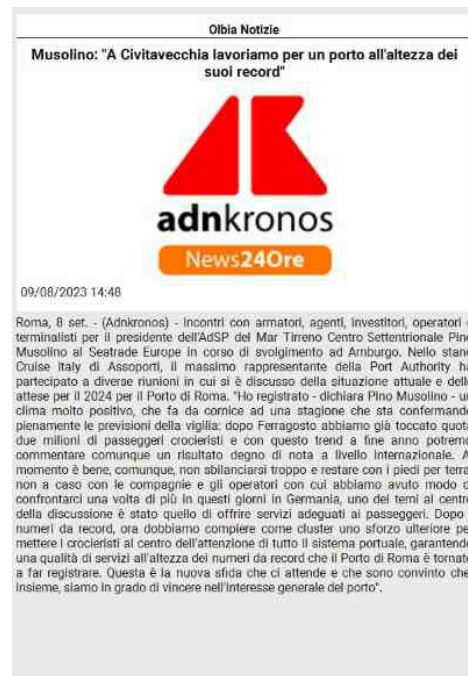 Olbia Notizie
Musolino: "A Civitavecchia lavoriamo per un porto all'altezza dei
suoi record"
adnkronos
News24Ore
09/08/2023 14:48
Roma, 8 set. - (Adnkronos) - Incontri con armatori, agenti, investitori, operatori
terminalisti per il presidente dell'AdSP del Mar Tirreno Centro Settentrionale Pino
Musolino al Seatrade Europe in corso di svolgimento ad Amburgo. Nello
Cruise Italy di Assoporti, il massimo rappresentante della Port Authority
partecipato a diverse riunioni in cui si è discusso della situazione attuale e
attese per il 2024 per il Porto di Roma. "Ho registrato - dichiara Pino Musolino -
clima molto positivo, che fa da cornice ad una stagione che sta confermando
pienamente le previsioni della vigilia: dopo Ferragosto abbiamo già toccato quota
due milioni di passeggeri crocieristi e con questo trend a fine anno potremo
commentare comunque un risultato degno di nota a livello internazionale.
momento è bene, comunque, non sbilanciarsi troppo e restare con i piedi per terra:
non a caso con le compagnie e gli operatori con cui abbiamo avuto modo
confrontarci una volta di più in questi giorni in Germania, uno dei temi al centro
della discussione è stato quello di offrire servizi adeguati ai passeggeri. Dopo
numeri da record, ora dobbiamo compiere come cluster uno sforzo ulteriore
mettere i crocieristi al centro dell'attenzione di tutto il sistema portuale, garantendo
una qualità di servizi all'altezza dei numeri da record che il Porto di Roma è tornato
a far registrare. Questa è la nuova sfida che ci attende e che sono convinto che,
insieme, siamo in grado di vincere nell'interesse generale del porto".